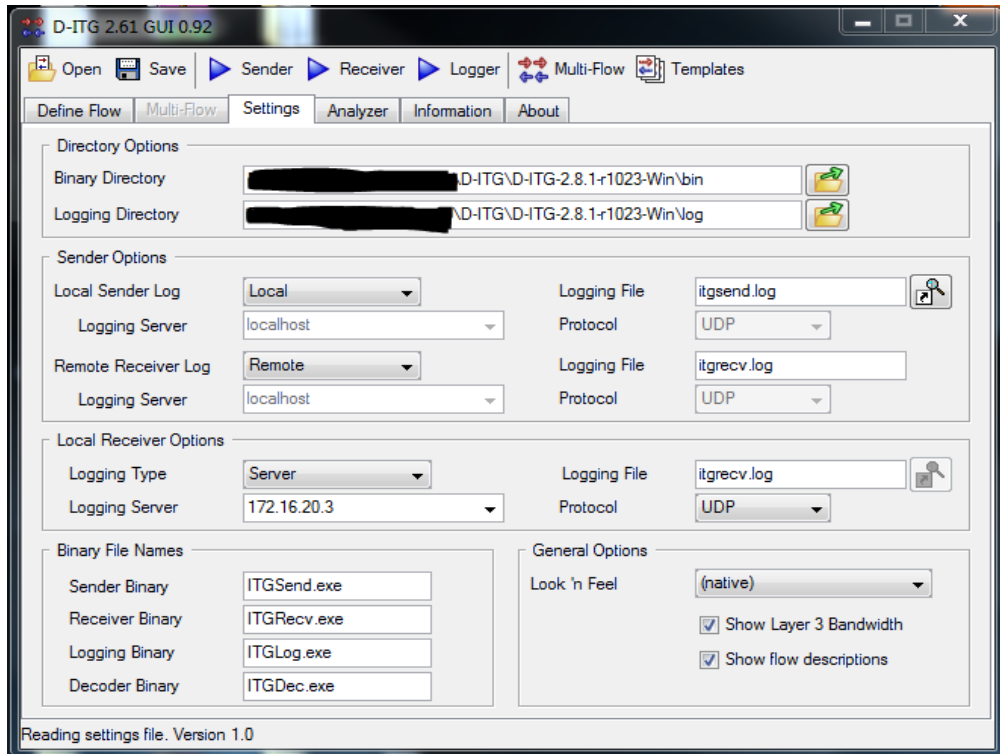 D-ITG 2.61 GUI 0.92
Open Save Sender Receiver Logger Multi-Flow Templates
Define Flow Multi-Flow Settings Analyzer Information About
Directory Options
Binary Directory \D-ITG\D-ITG-2.8.1-r1023-Win\bin
Logging Directory \D-ITG\D-ITG-2.8.1-r1023-Win\log
Sender Options
Local Sender Log Local Logging File itgsend.log
Logging Server localhost Protocol UDP
Remote Receiver Log Remote Logging File itgrecv.log
Logging Server localhost Protocol UDP
Local Receiver Options
Logging Type Server Logging File itgrecv.log
Logging Server 172.16.20.3 Protocol UDP
Binary File Names General Options
Sender Binary ITGSend.exe Look 'n Feel (native)
Receiver Binary ITGRecv.exe Show Layer 3 Bandwidth
Logging Binary ITGLog.exe Show flow descriptions
Decoder Binary ITGDec.exe
Reading settings file. Version 1.0